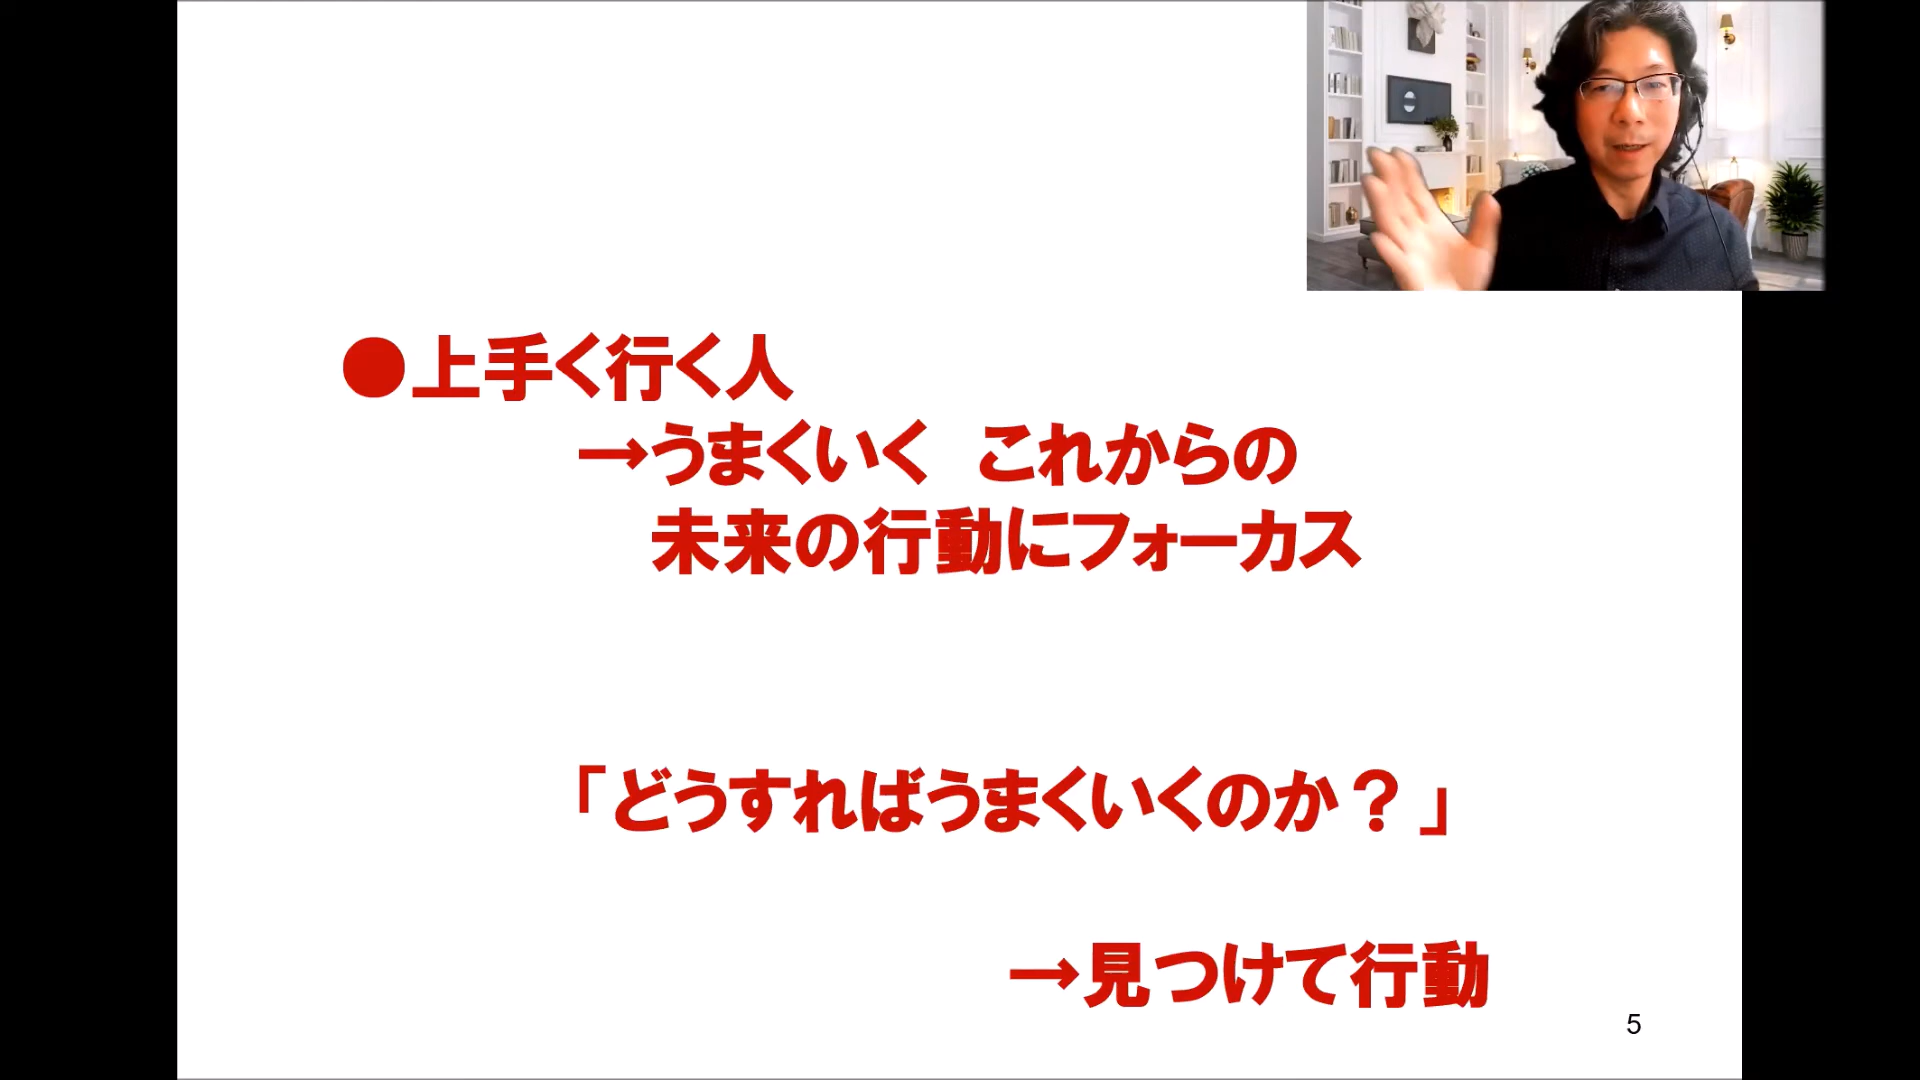 ●上手く行く人
→うまくいく　これからの
未来の行動にフォーカス
「どうすればうまくいくのか？」
→見つけて行動
5